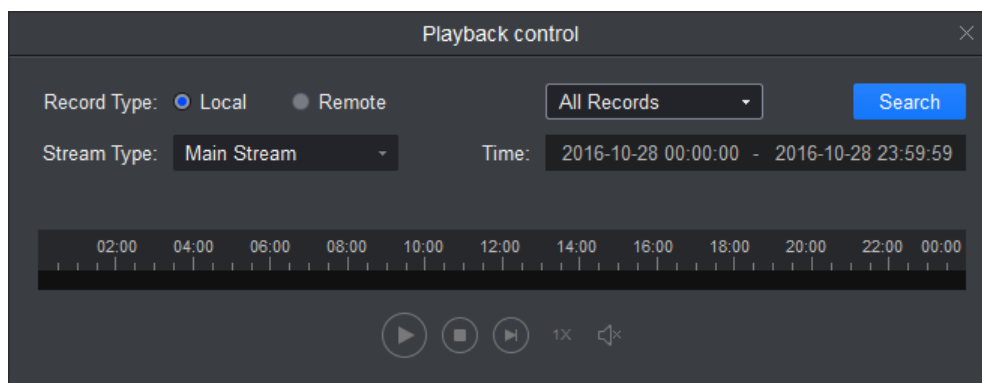 Playback control
Record Type: Local Remote All Records Search
Stream Type: Main Stream Time: 2016-10-28 00:00:00 - 2016-10-28 23:59:59
02:00 04:00 06:00 08:00 10:00 12:00 14:00 16:00 18:00 20:00 22:00 00:00
1X